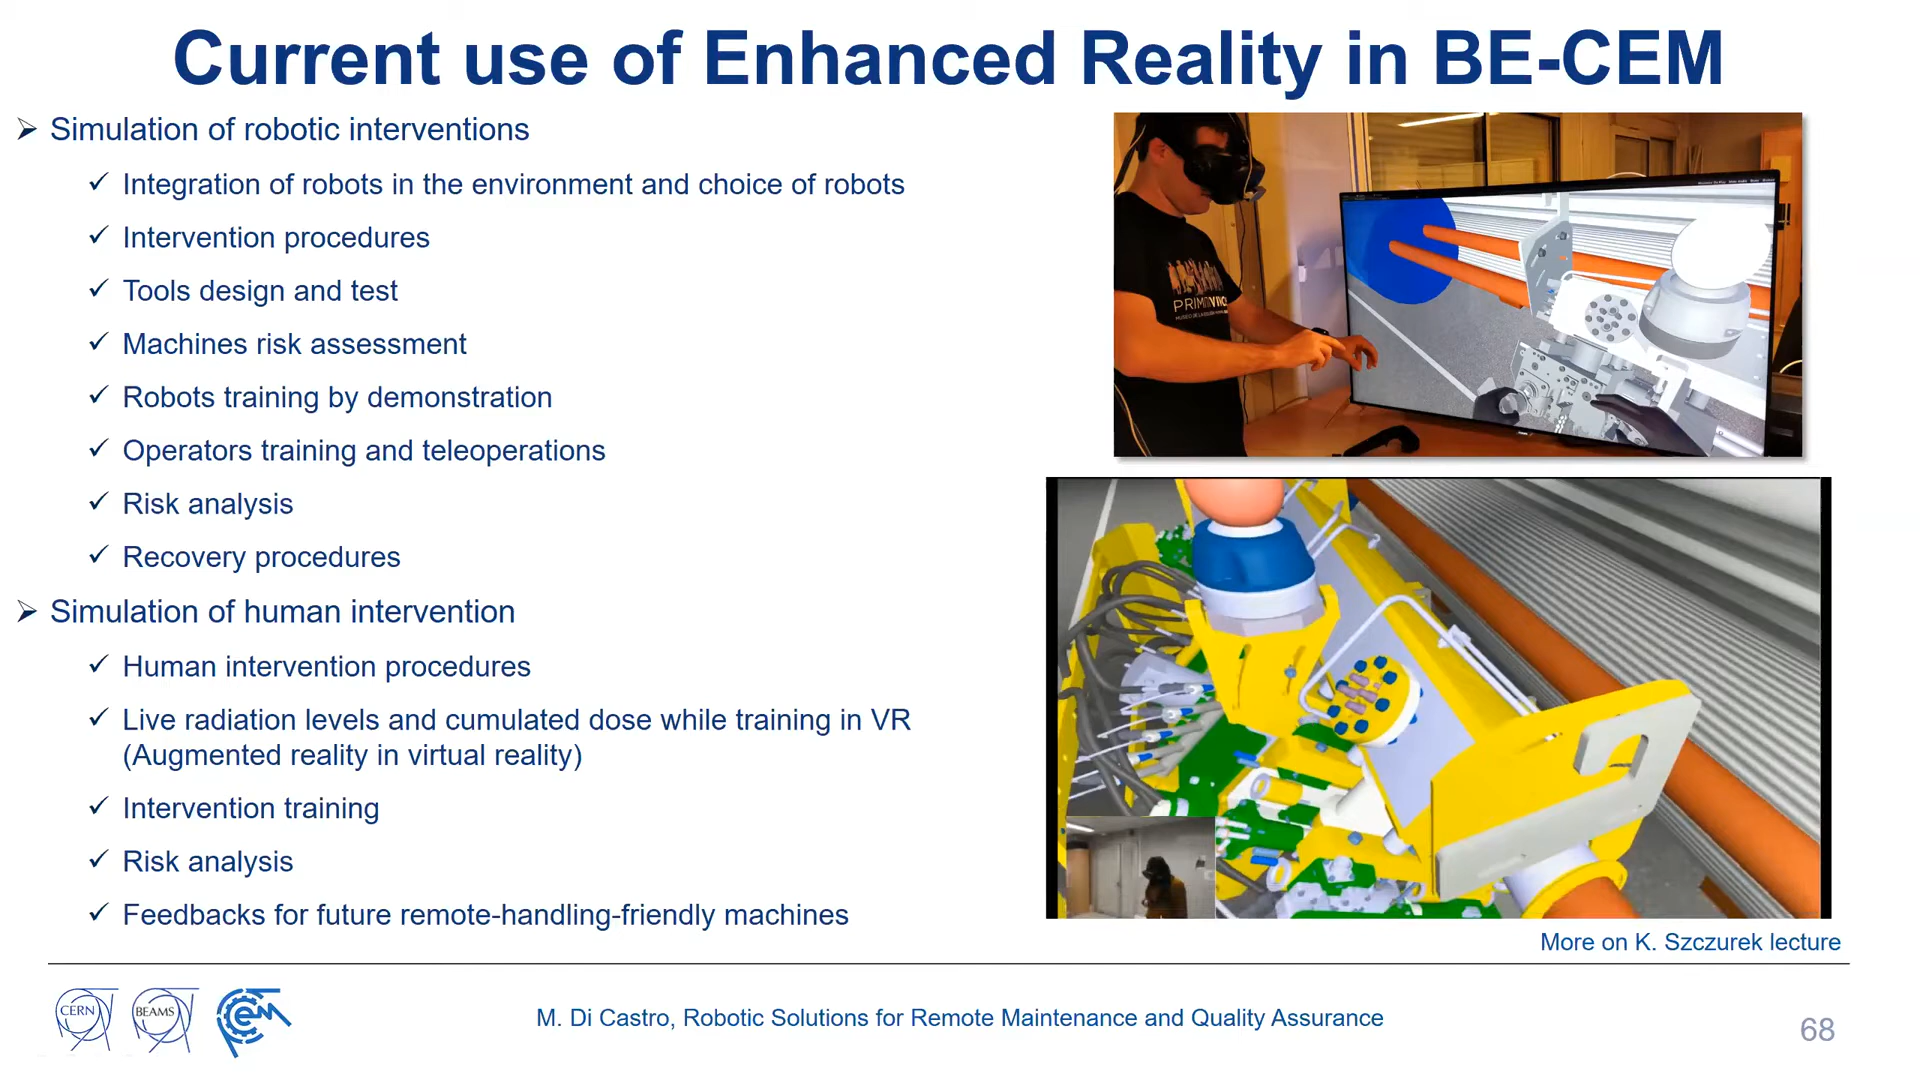 Current use of Enhanced Reality in BE-CEM
Simulation of robotic interventions
Integration of robots in the environment and choice of robots
Intervention procedures
Tools design and test
Machines risk assessment
Robots training by demonstration
Operators training and teleoperations
Risk analysis
Recovery procedures
Simulation of human intervention
Human intervention procedures
Live radiation levels and cumulated dose while training in VR
(Augmented reality in virtual reality)
Intervention training
Risk analysis
Feedbacks for future remote-handling-friendly machines
More on K. Szczurek lecture
CERN
BEAMS
cem
M. Di Castro, Robotic Solutions for Remote Maintenance and Quality Assurance
68